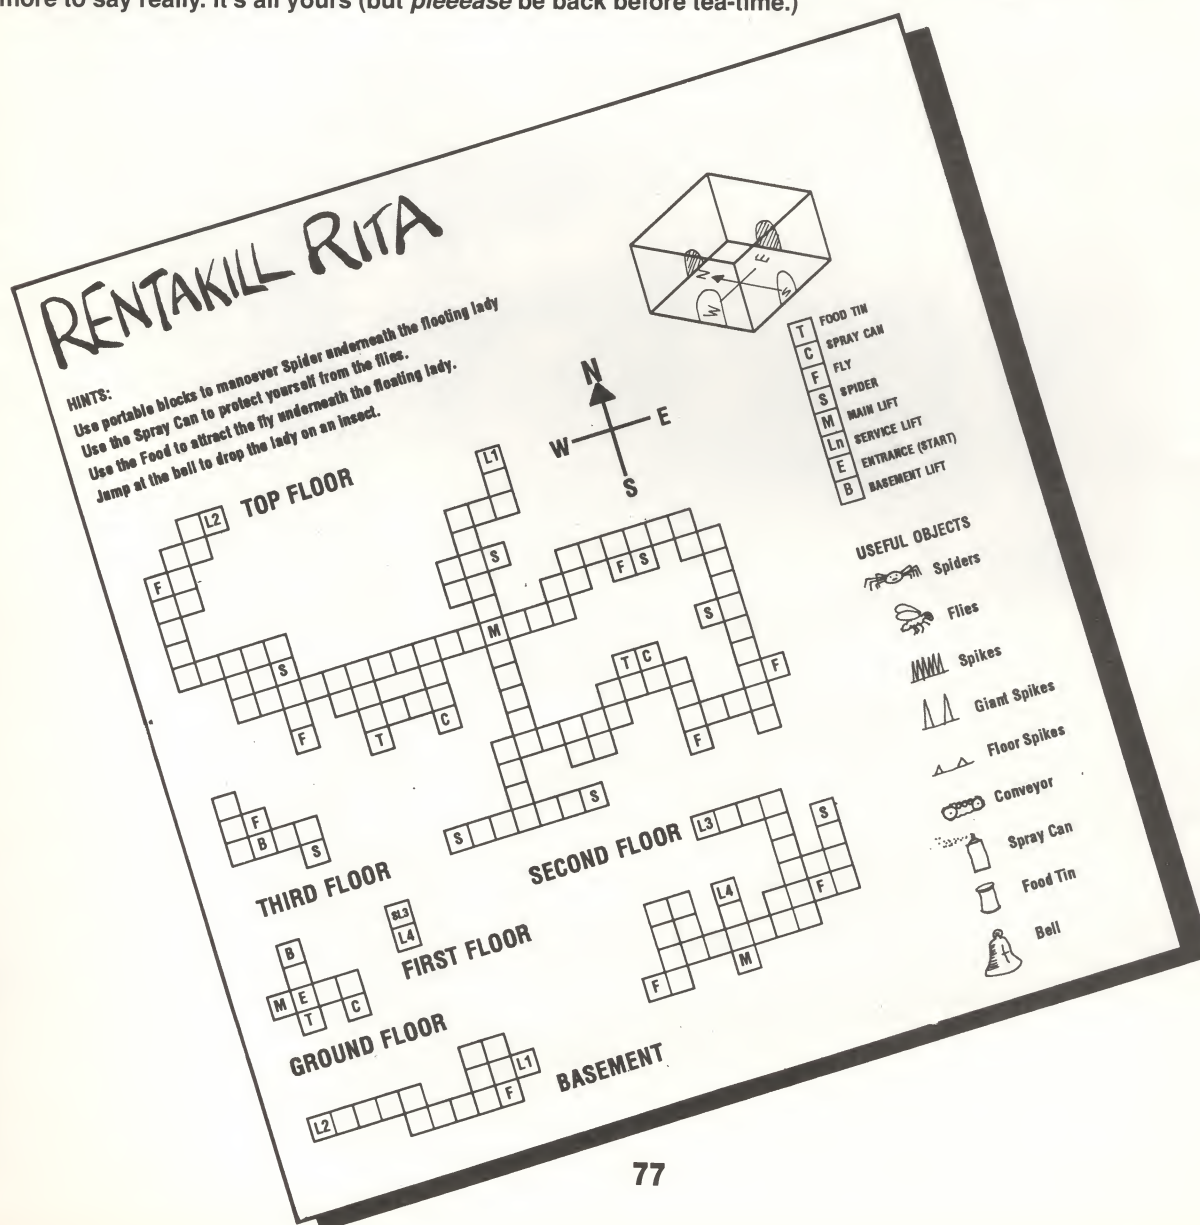 more to say really. It's all yours (but pleeease be back before tea-time.)
RENTAKILL RITA
HINTS:
Use portable blocks to manoever Spider underneath the flooting lady
Use the Spray Can to protect yourself from the flies.
Use the Food to attract the fly underneath the floating lady.
Jump at the bell to drop the lady on an insect.
N
E
S
W
N
E
S
W
T FOOD TIN
C SPRAY CAN
F FLY
S SPIDER
M MAIN LIFT
Ln SERVICE LIFT
E ENTRANCE (START)
B BASEMENT LIFT
USEFUL OBJECTS
Spiders
Flies
Spikes
Giant Spikes
Floor Spikes
Conveyor
Spray Can
Food Tin
Bell
TOP FLOOR
L2
L1
F
S
F S
M
S
S
T C
F
F
T
C
F
S
S
THIRD FLOOR
F
B
S
SECOND FLOOR
L3
S
L4
F
M
F
FIRST FLOOR
SL3
L4
GROUND FLOOR
B
M E
T
C
BASEMENT
L1
F
L2
77